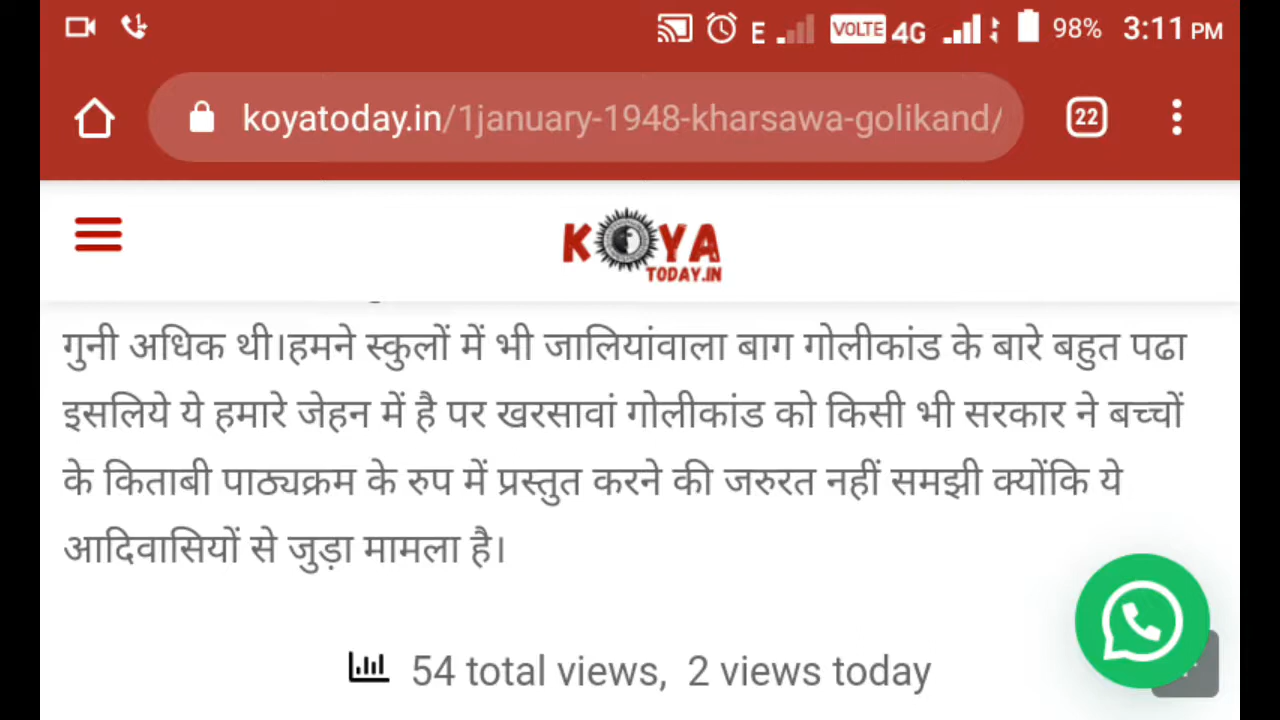 E VOLTE 4G 98% 3:11 PM
koyatoday.in/1january-1948-kharsawa-golikand/ 22
KOYA
TODAY.IN
गुनी अधिक थी।हमने स्कुलों में भी जालियांवाला बाग गोलीकांड के बारे बहुत पढा
इसलिये ये हमारे जेहन में है पर खरसावां गोलीकांड को किसी भी सरकार ने बच्चों
के किताबी पाठ्यक्रम के रुप में प्रस्तुत करने की जरुरत नहीं समझी क्योंकि ये
आदिवासियों से जुड़ा मामला है।
54 total views, 2 views today